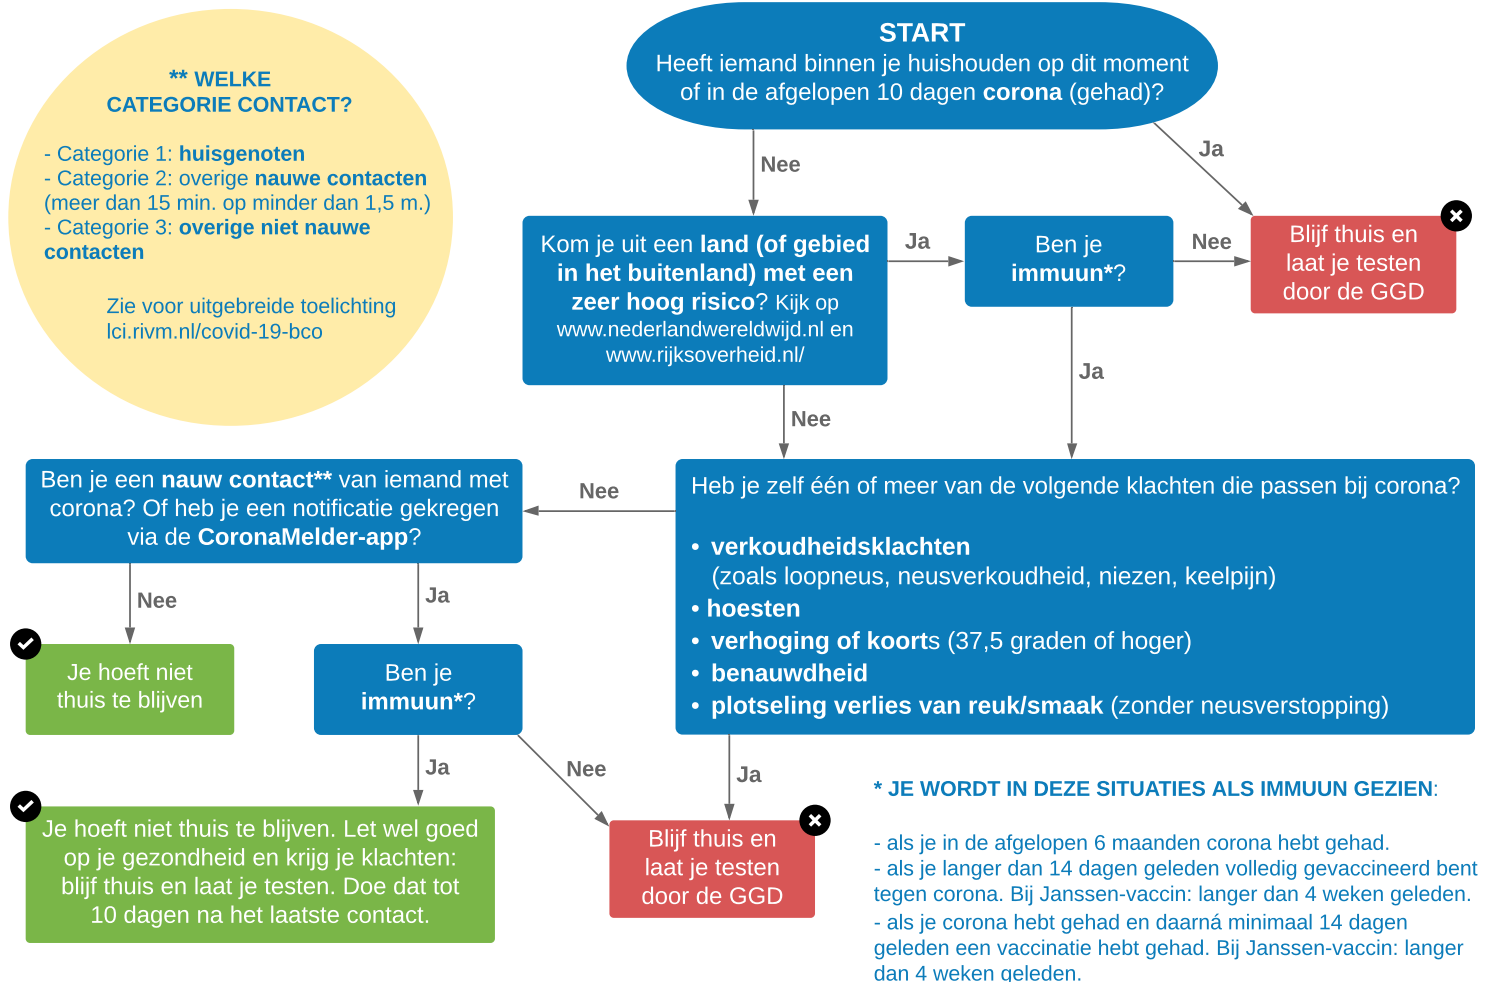 ** WELKE
CATEGORIE CONTACT?
- Categorie 1: huisgenoten
- Categorie 2: overige nauwe contacten
(meer dan 15 min. op minder dan 1,5 m.)
- Categorie 3: overige niet nauwe
contacten
Zie voor uitgebreide toelichting
lci.rivm.nl/covid-19-bco
START
Heeft iemand binnen je huishouden op dit moment
of in de afgelopen 10 dagen corona (gehad)?
Nee
Ja
Kom je uit een land (of gebied
in het buitenland) met een
zeer hoog risico? Kijk op
www.nederlandwereldwijd.nl en
www.rijksoverheid.nl/
Ja
Ben je
immuun*?
Nee
Blijf thuis en
laat je testen
door de GGD
Nee
Ja
Heb je zelf één of meer van de volgende klachten die passen bij corona?
• verkoudheidsklachten
(zoals loopneus, neusverkoudheid, niezen, keelpijn)
• hoesten
• verhoging of koorts (37,5 graden of hoger)
• benauwdheid
• plotseling verlies van reuk/smaak (zonder neusverstopping)
Nee
Ben je een nauw contact** van iemand met
corona? Of heb je een notificatie gekregen
via de CoronaMelder-app?
Nee
Ja
Je hoeft niet
thuis te blijven
Ben je
immuun*?
Ja
Nee
Ja
Je hoeft niet thuis te blijven. Let wel goed
op je gezondheid en krijg je klachten:
blijf thuis en laat je testen. Doe dat tot
10 dagen na het laatste contact.
Blijf thuis en
laat je testen
door de GGD
* JE WORDT IN DEZE SITUATIES ALS IMMUUN GEZIEN:
- als je in de afgelopen 6 maanden corona hebt gehad.
- als je langer dan 14 dagen geleden volledig gevaccineerd bent
tegen corona. Bij Janssen-vaccin: langer dan 4 weken geleden.
- als je corona hebt gehad en daarná minimaal 14 dagen
geleden een vaccinatie hebt gehad. Bij Janssen-vaccin: langer
dan 4 weken geleden.